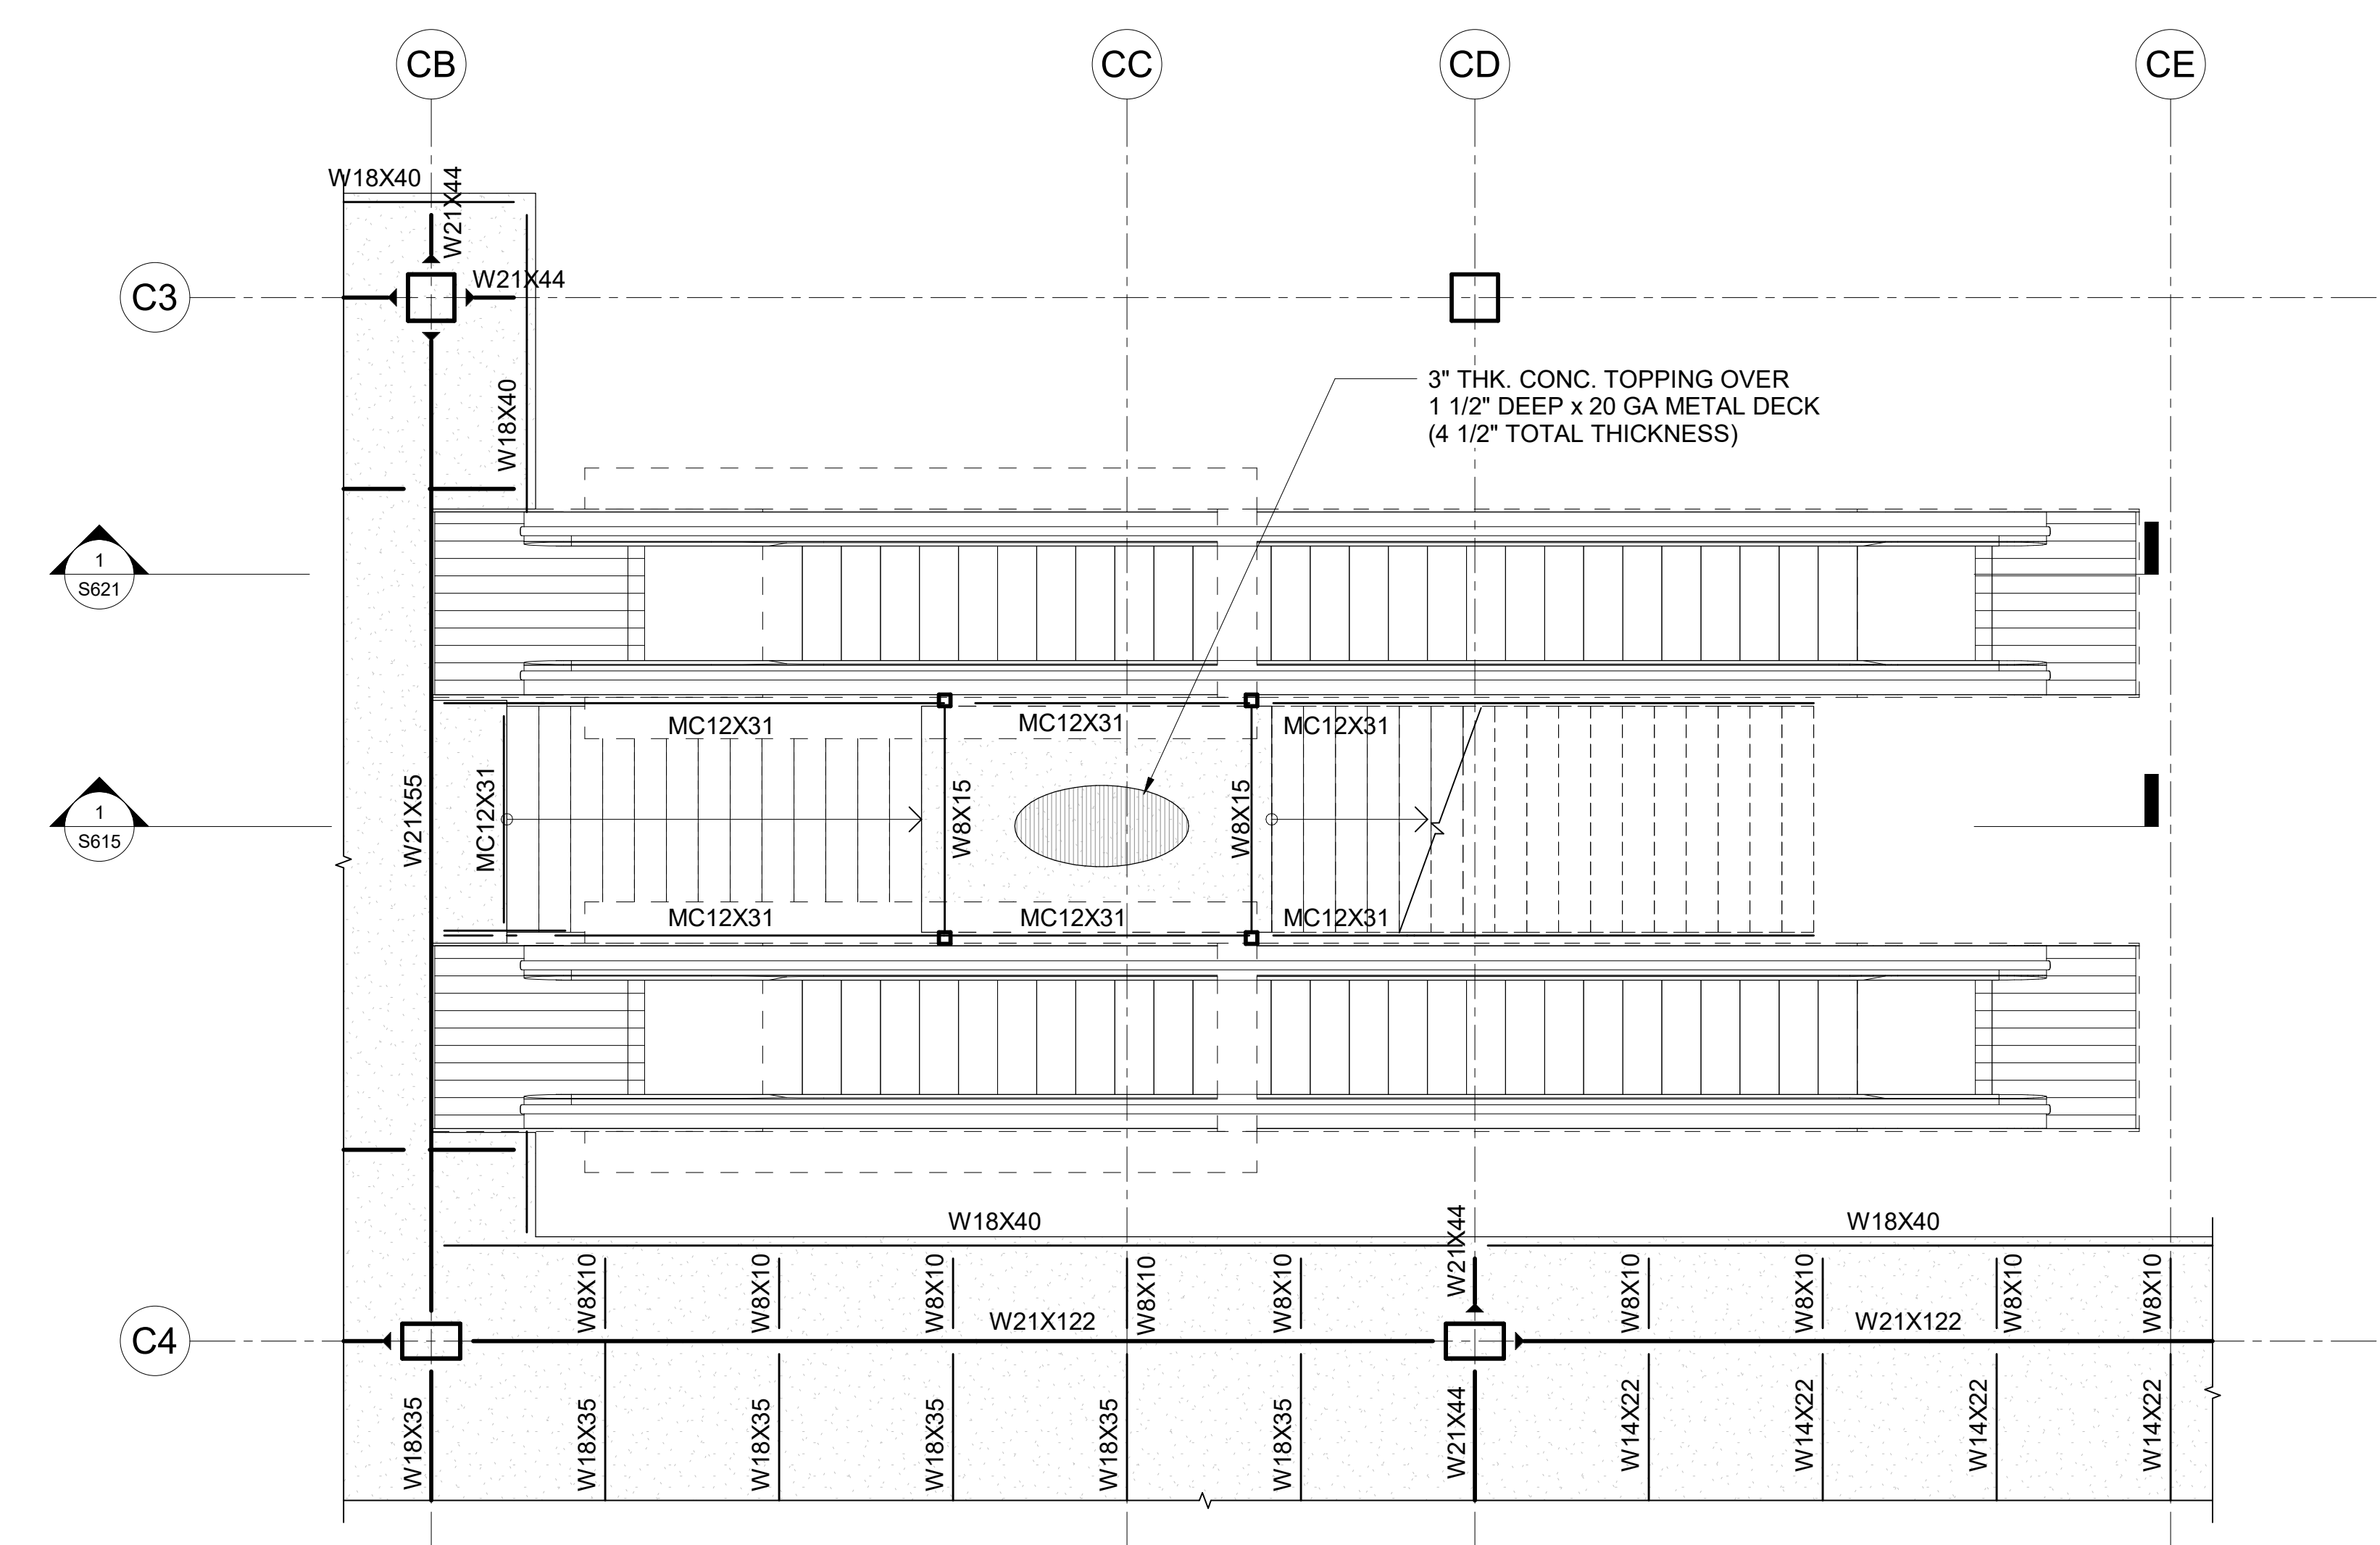 CB
CC
CD
CE
W18X40
W21X44
W21X44
C3
W18X40
3" THK. CONC. TOPPING OVER
1 1/2" DEEP x 20 GA METAL DECK
(4 1/2" TOTAL THICKNESS)
1
S621
MC12X31
MC12X31
MC12X31
1
S615
W21X55
MC12X31
W8X15
W8X15
MC12X31
MC12X31
MC12X31
W18X40
W21X44
W18X40
W8X10
W8X10
W8X10
W8X10
W8X10
W8X10
W8X10
W8X10
W8X10
W21X122
W21X122
C4
W18X35
W18X35
W18X35
W18X35
W18X35
W18X35
W21X44
W14X22
W14X22
W14X22
W14X22